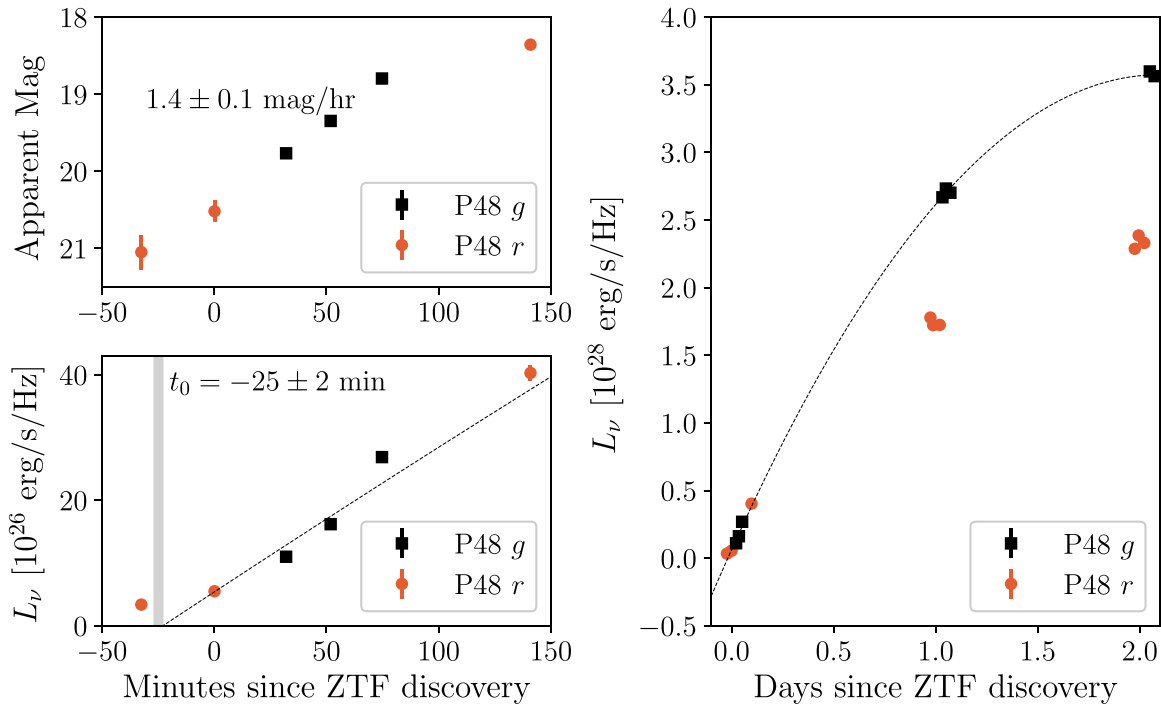 18
19
20
21
Apparent Mag
1.4 ± 0.1 mag/hr
P48 g
P48 r
−50 0 50 100 150
40
20
0
L_ν [10^26 erg/s/Hz]
t_0 = −25 ± 2 min
P48 g
P48 r
−50 0 50 100 150
Minutes since ZTF discovery
4.0
3.5
3.0
2.5
2.0
1.5
1.0
0.5
0.0
−0.5
L_ν [10^28 erg/s/Hz]
P48 g
P48 r
0.0 0.5 1.0 1.5 2.0
Days since ZTF discovery